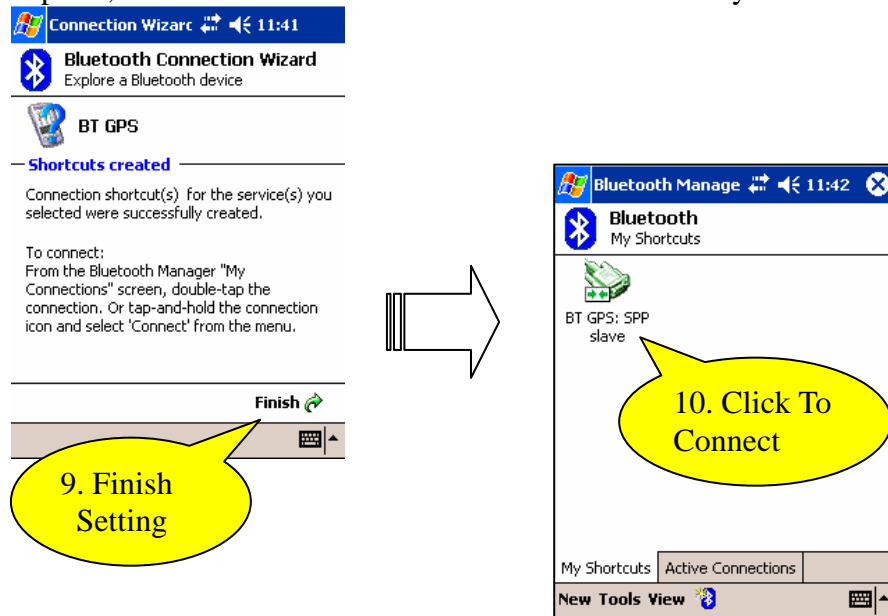 Connection Wizarc 11:41
Bluetooth Connection Wizard
Explore a Bluetooth device
BT GPS
Shortcuts created
Connection shortcut(s) for the service(s) you
selected were successfully created.
To connect:
From the Bluetooth Manager "My
Connections" screen, double-tap the
connection. Or tap-and-hold the connection
icon and select 'Connect' from the menu.
Finish
9. Finish
Setting
Bluetooth Manage 11:42
Bluetooth
My Shortcuts
BT GPS: SPP
slave
10. Click To
Connect
My Shortcuts Active Connections
New Tools View